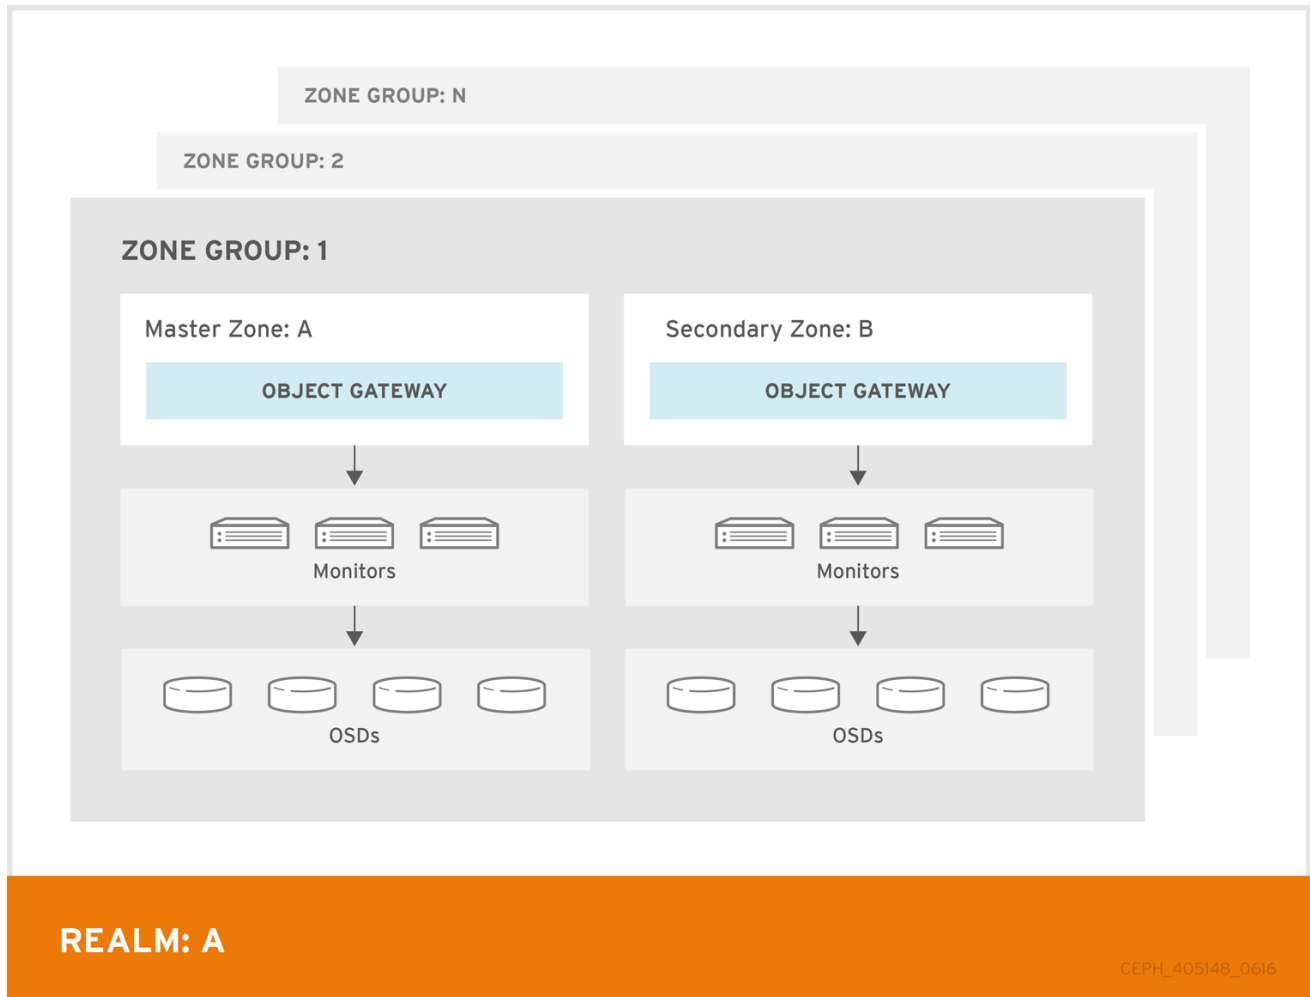 ZONE GROUP: N
ZONE GROUP: 2
ZONE GROUP: 1
Master Zone: A
OBJECT GATEWAY
Monitors
OSDs
Secondary Zone: B
OBJECT GATEWAY
Monitors
OSDs
REALM: A
CEPH_405148_0616